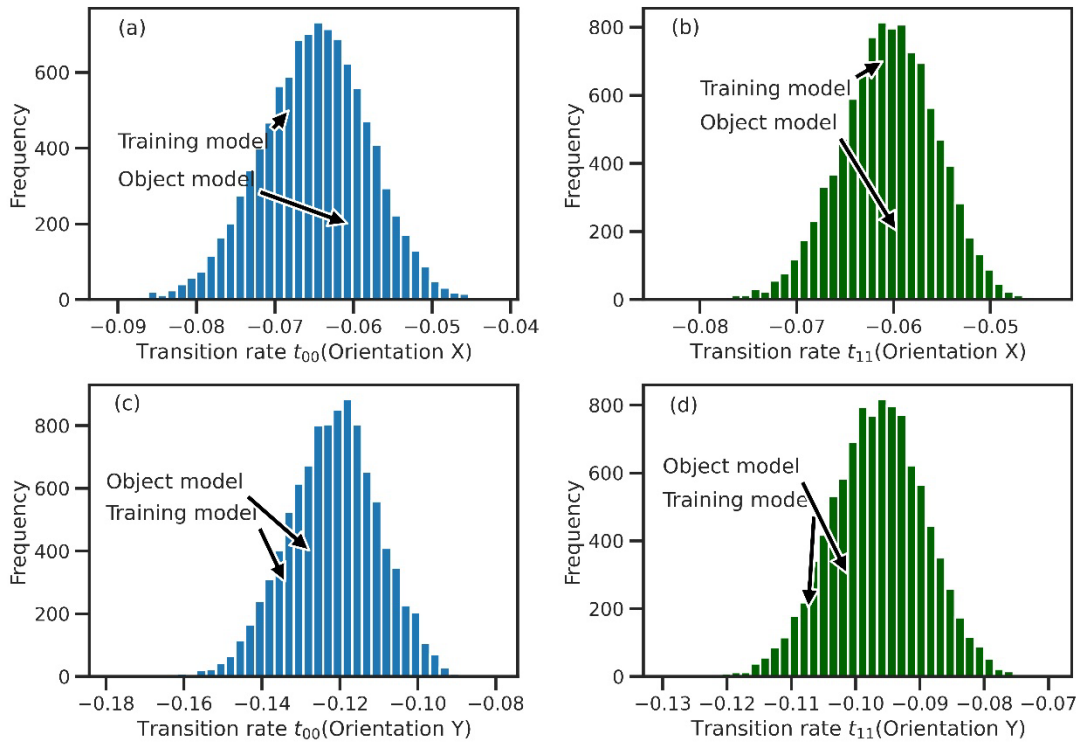 (a)
Training model
Object model
Frequency
600
400
200
0
−0.09 −0.08 −0.07 −0.06 −0.05 −0.04
Transition rate t00(Orientation X)
(b)
Training model
Object model
Frequency
800
600
400
200
0
−0.08 −0.07 −0.06 −0.05
Transition rate t11(Orientation X)
(c)
Object model
Training model
Frequency
800
600
400
200
0
−0.18 −0.16 −0.14 −0.12 −0.10 −0.08
Transition rate t00(Orientation Y)
(d)
Object model
Training mode
Frequency
800
600
400
200
0
−0.13 −0.12 −0.11 −0.10 −0.09 −0.08 −0.07
Transition rate t11(Orientation Y)